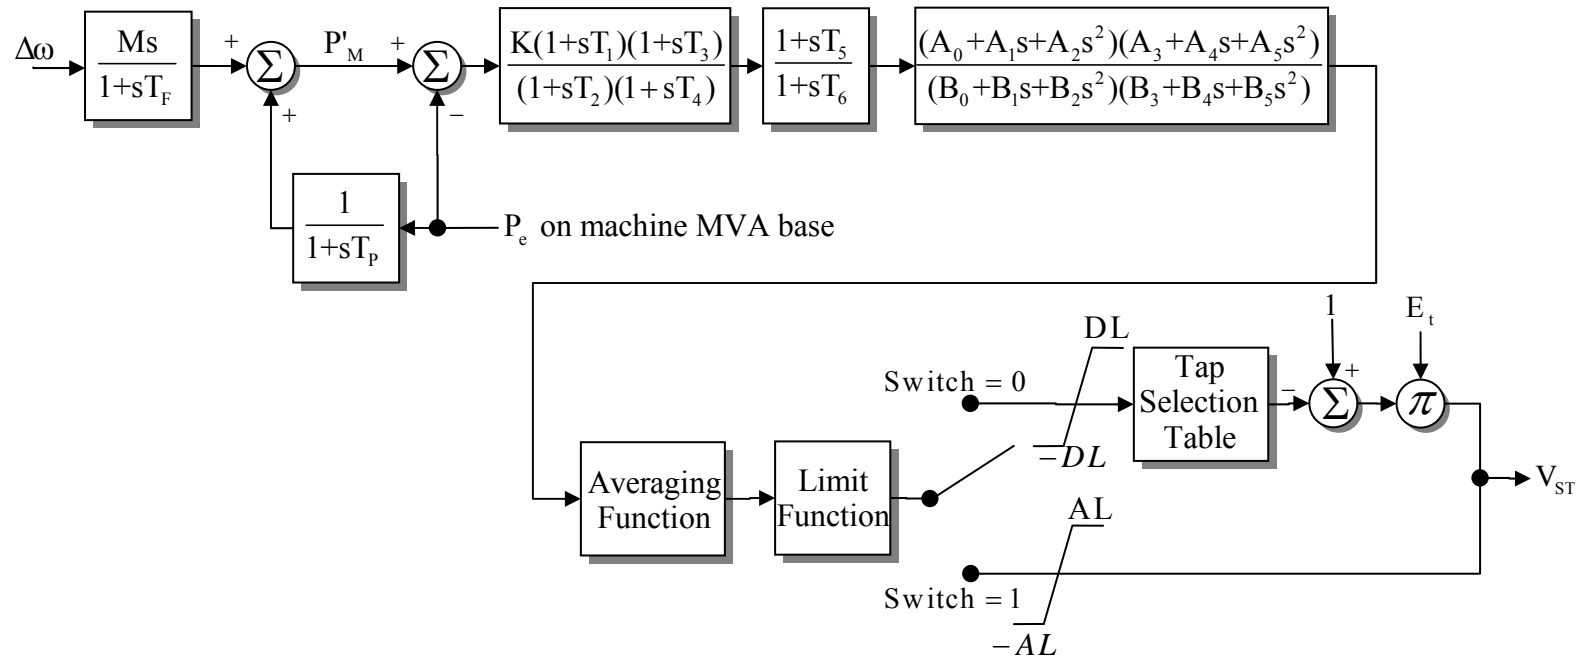 Δω
Ms
1+sT_F
+
Σ
+
P'_M
+
Σ
−
K(1+sT_1)(1+sT_3)
(1+sT_2)(1+sT_4)
1+sT_5
1+sT_6
(A_0+A_1s+A_2s^2)(A_3+A_4s+A_5s^2)
(B_0+B_1s+B_2s^2)(B_3+B_4s+B_5s^2)
1
1+sT_P
P_e on machine MVA base
Averaging
Function
Limit
Function
Switch = 0
DL
−DL
Tap
Selection
Table
−
1
+
Σ
E_t
π
V_ST
Switch = 1
AL
−AL